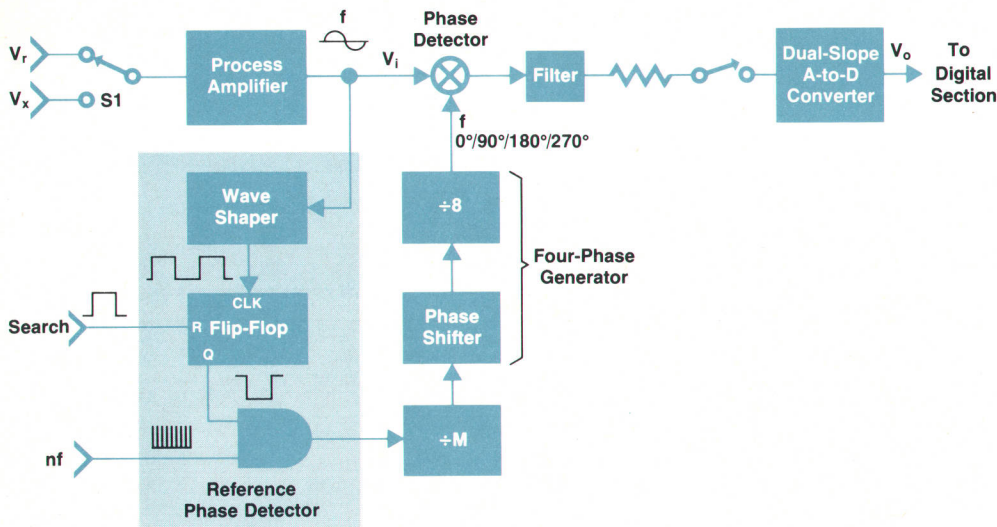 f
Phase
Detector
Vr
Vx
S1
Process
Amplifier
Vi
Filter
Dual-Slope
A-to-D
Converter
Vo
To
Digital
Section
f
0°/90°/180°/270°
Wave
Shaper
÷8
Four-Phase
Generator
Search
CLK
R Flip-Flop
Q
Phase
Shifter
nf
÷M
Reference
Phase Detector